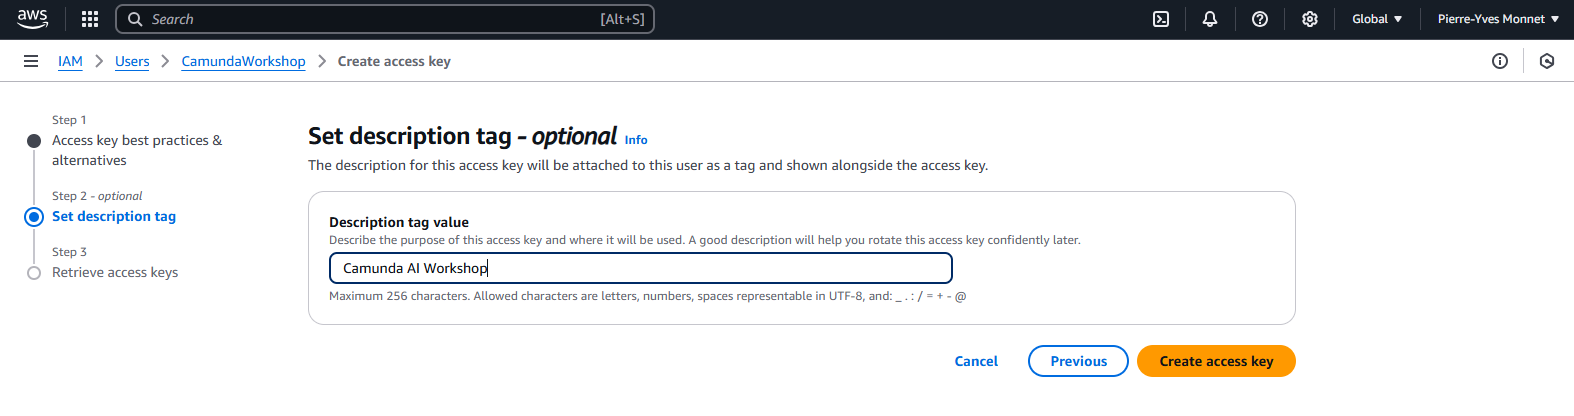 aws
Search
[Alt+S]
Global
Pierre-Yves Monnet
IAM
Users
CamundaWorkshop
Create access key
Step 1
Access key best practices &
alternatives
Step 2 - optional
Set description tag
Step 3
Retrieve access keys
Set description tag - optional Info
The description for this access key will be attached to this user as a tag and shown alongside the access key.
Description tag value
Describe the purpose of this access key and where it will be used. A good description will help you rotate this access key confidently later.
Camunda AI Workshop
Maximum 256 characters. Allowed characters are letters, numbers, spaces representable in UTF-8, and: _ . : / = + - @
Cancel
Previous
Create access key